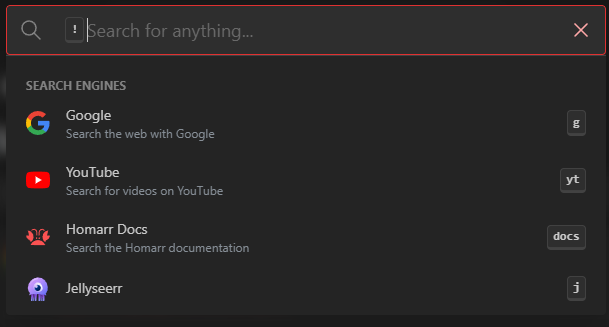 ! Search for anything...
SEARCH ENGINES
Google g
Search the web with Google
YouTube yt
Search for videos on YouTube
Homarr Docs docs
Search the Homarr documentation
Jellyseerr j